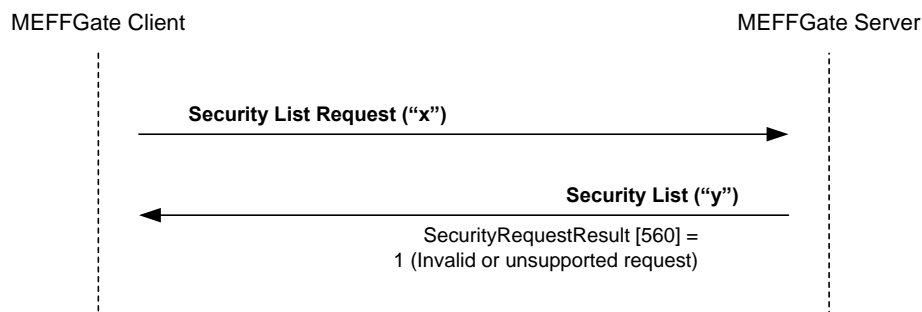 MEFFGate Client
MEFFGate Server
Security List Request (“x”)
Security List (“y”)
SecurityRequestResult [560] =
1 (Invalid or unsupported request)